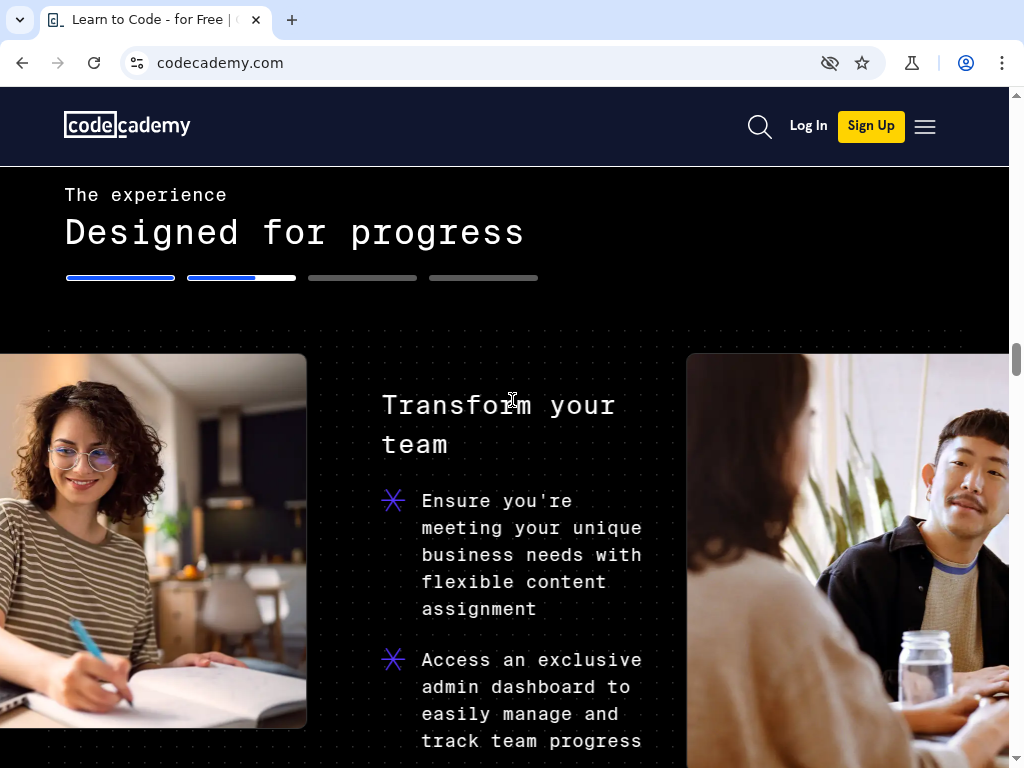 Learn to Code - for Free |
codecademy.com
codecademy
Log In
Sign Up
The experience
Designed for progress
Transform your
team
Ensure you're
meeting your unique
business needs with
flexible content
assignment
Access an exclusive
admin dashboard to
easily manage and
track team progress